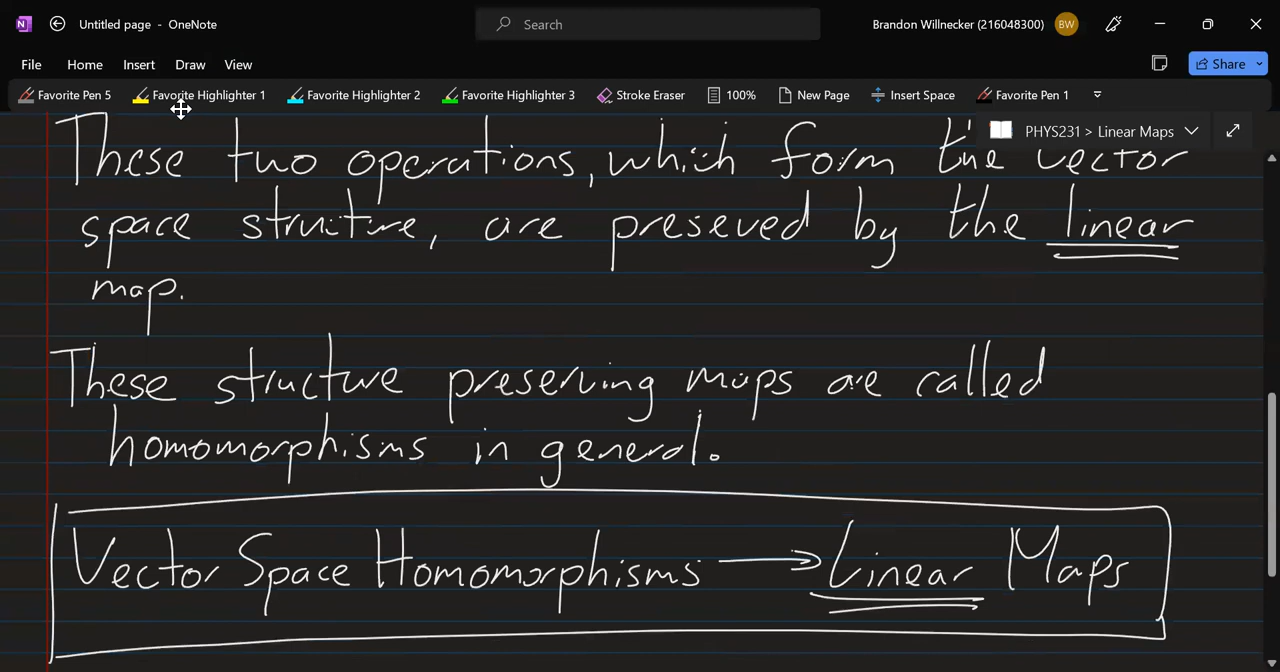 Untitled page - OneNote
Search
Brandon Willnecker (216048300)
BW
File Home Insert Draw View
Share
Favorite Pen 5 Favorite Highlighter 1 Favorite Highlighter 2 Favorite Highlighter 3 Stroke Eraser 100% New Page Insert Space Favorite Pen 1
PHYS231 > Linear Maps
These two operations, which form the vector
space structure, are preseved by the linear
map.
These structure preserving maps are called
homomorphisms in general.
Vector Space Homomorphisms → Linear Maps